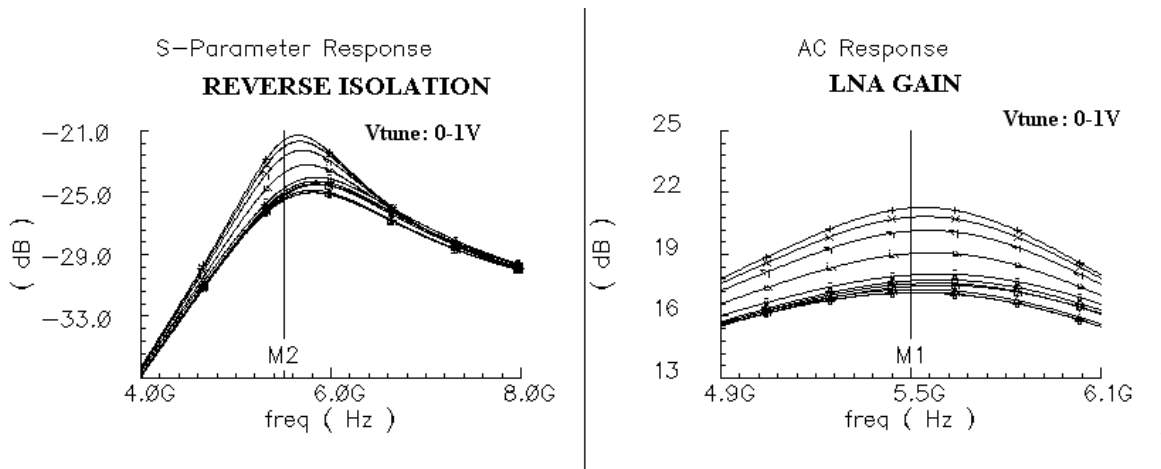 S-Parameter Response
REVERSE ISOLATION
Vtune: 0-1V
-21.0
-25.0
-29.0
-33.0
( dB )
M2
4.0G
6.0G
8.0G
freq ( Hz )
AC Response
LNA GAIN
Vtune: 0-1V
25
22
19
16
13
( dB )
M1
4.9G
5.5G
6.1G
freq ( Hz )